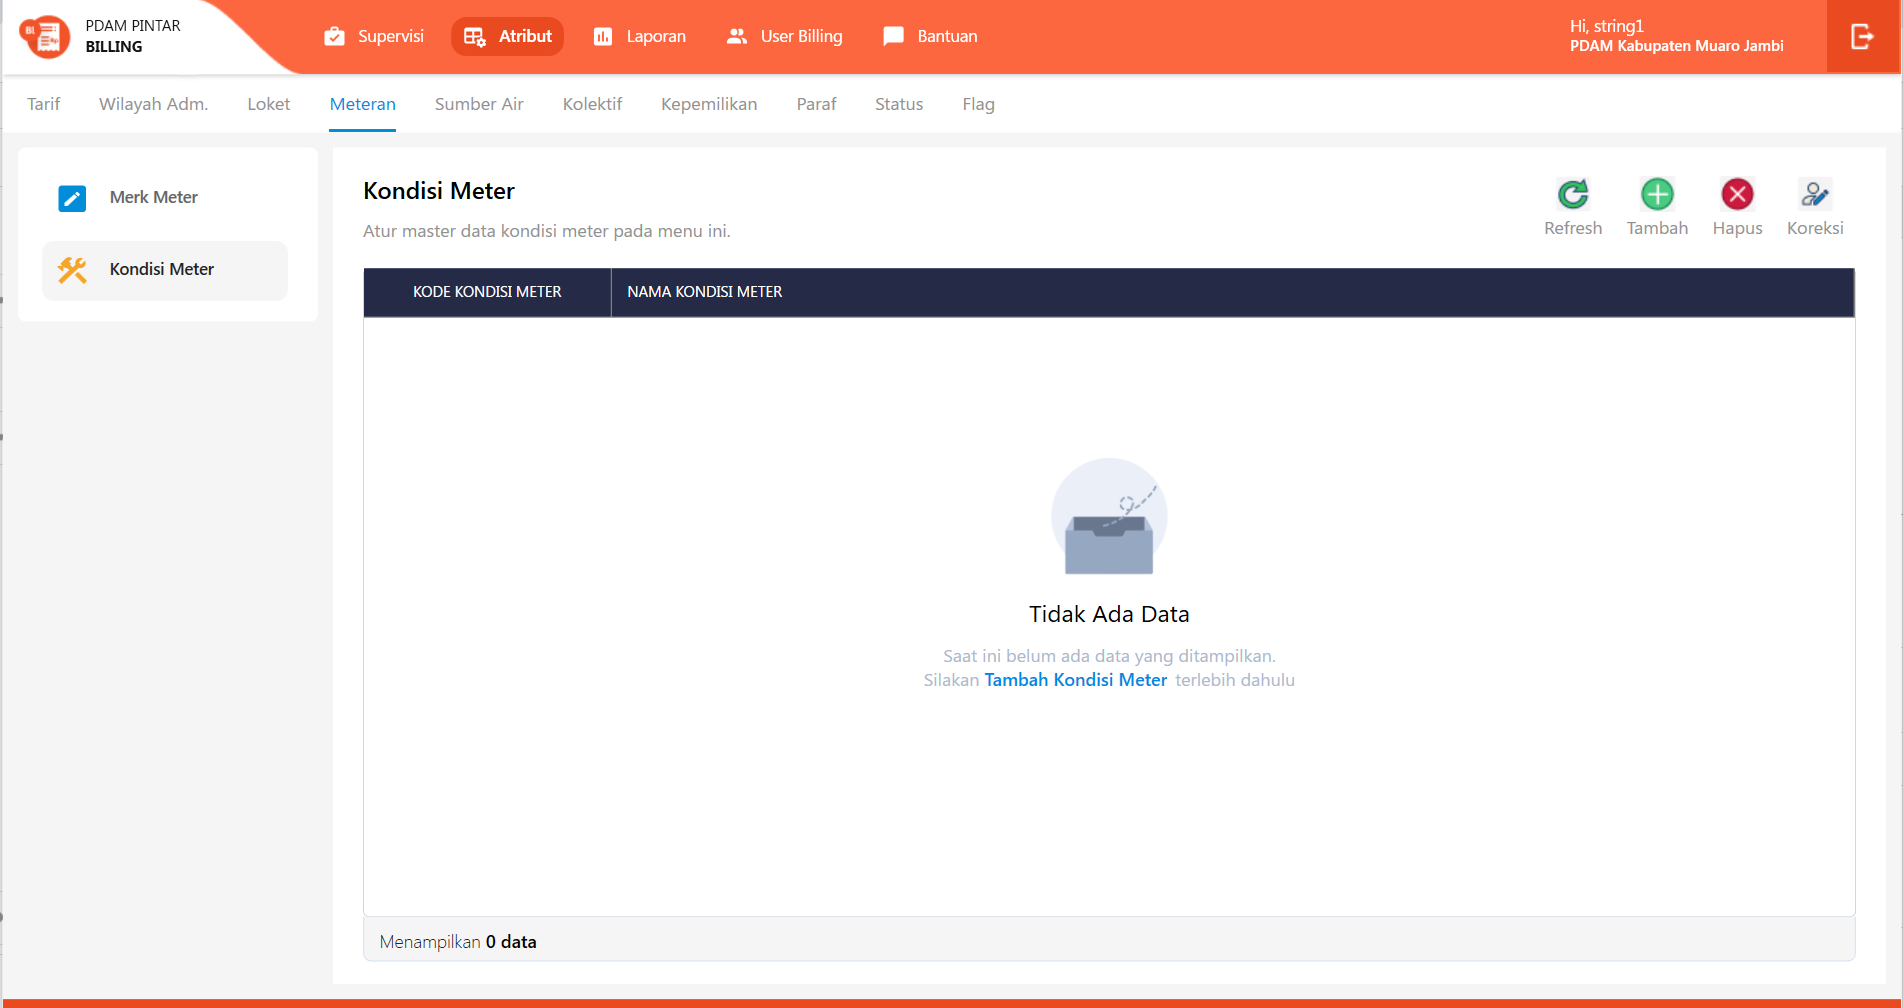 PDAM PINTAR
BILLING
Supervisi
Atribut
Laporan
User Billing
Bantuan
Hi, string1
PDAM Kabupaten Muaro Jambi
Tarif
Wilayah Adm.
Loket
Meteran
Sumber Air
Kolektif
Kepemilikan
Paraf
Status
Flag
Merk Meter
Kondisi Meter
Kondisi Meter
Atur master data kondisi meter pada menu ini.
Refresh
Tambah
Hapus
Koreksi
KODE KONDISI METER
NAMA KONDISI METER
Tidak Ada Data
Saat ini belum ada data yang ditampilkan.
Silakan Tambah Kondisi Meter terlebih dahulu
Menampilkan 0 data